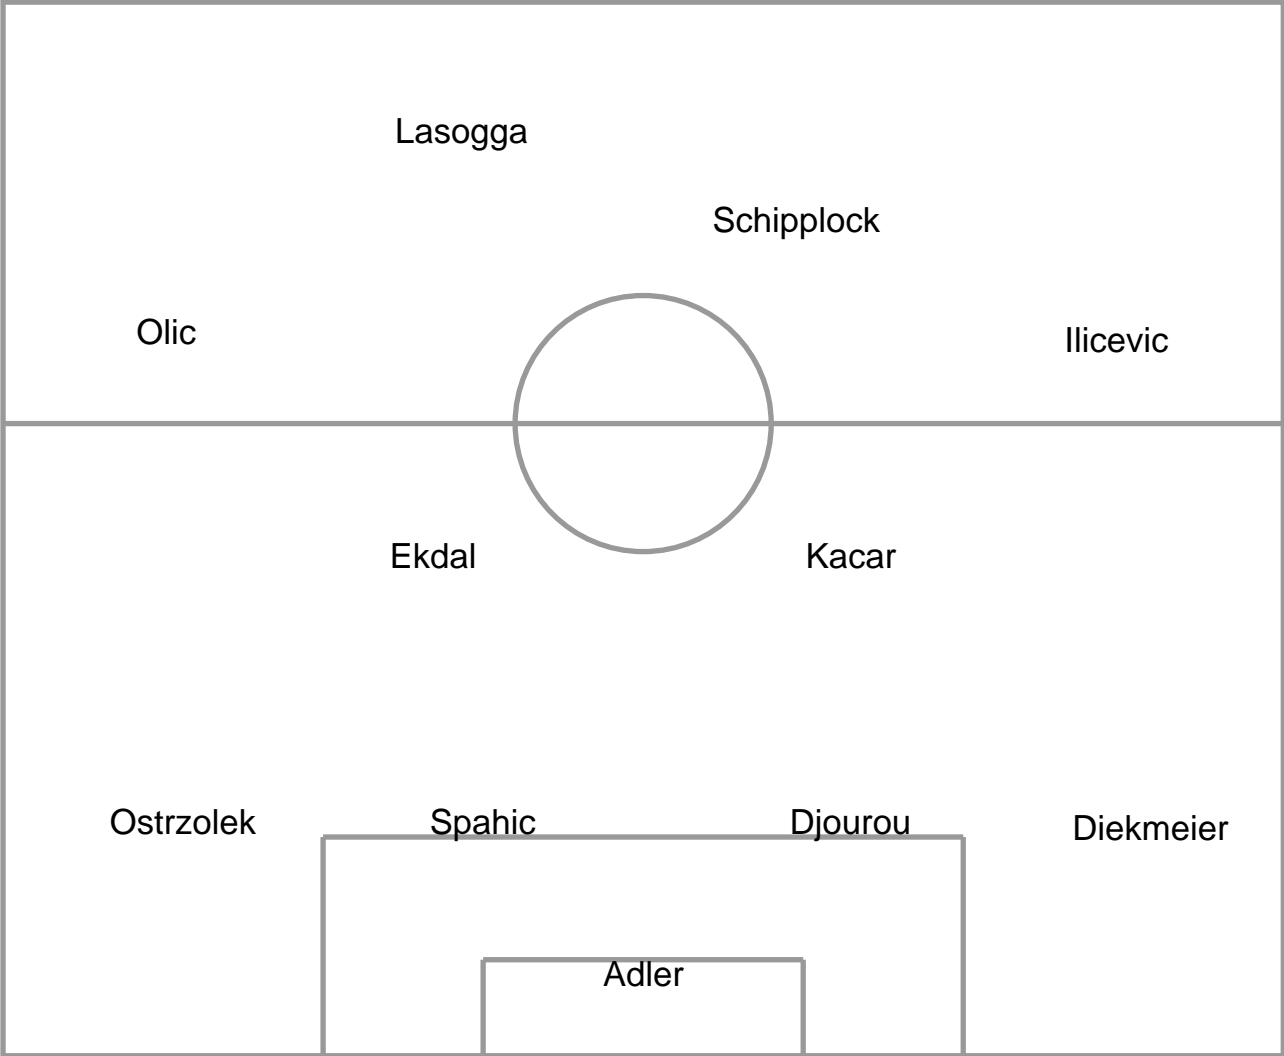 Lasogga
Schipplock
Olic
Ilicevic
Ekdal
Kacar
Ostrzolek
Spahic
Djourou
Diekmeier
Adler